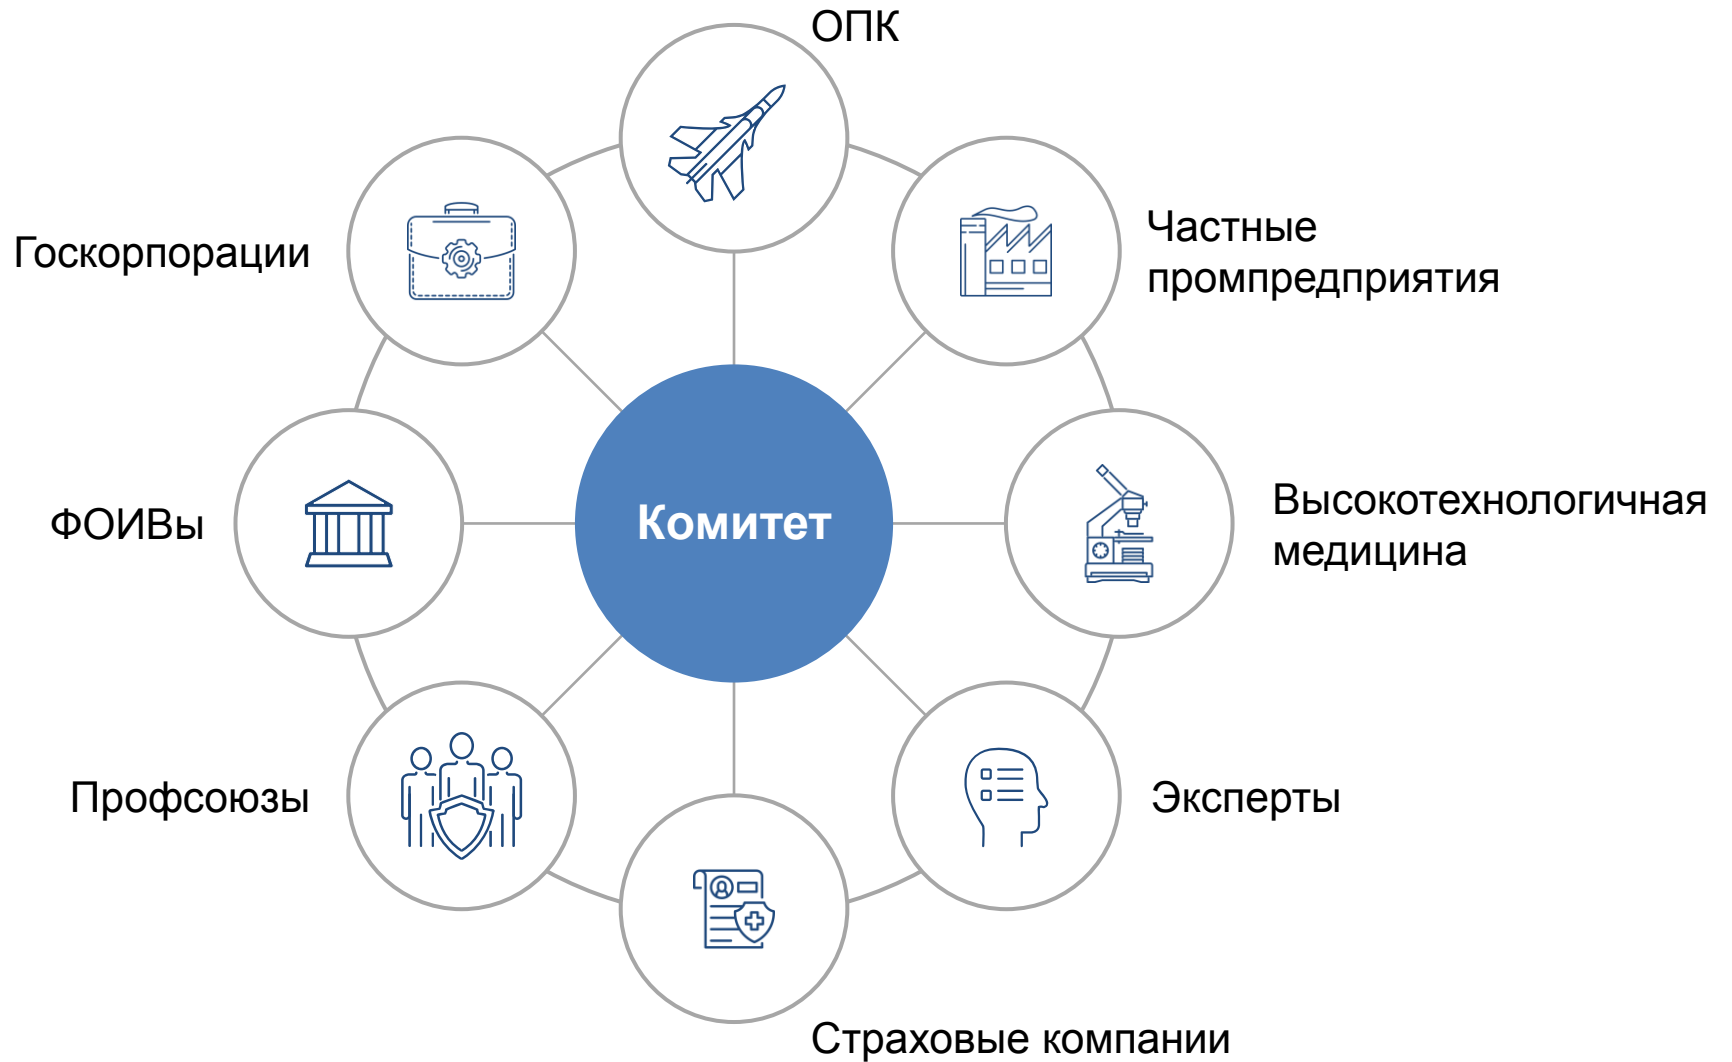 ОПК
Частные
промпредприятия
Госкорпорации
Высокотехнологичная
медицина
ФОИВы
Комитет
Профсоюзы
Эксперты
Страховые компании